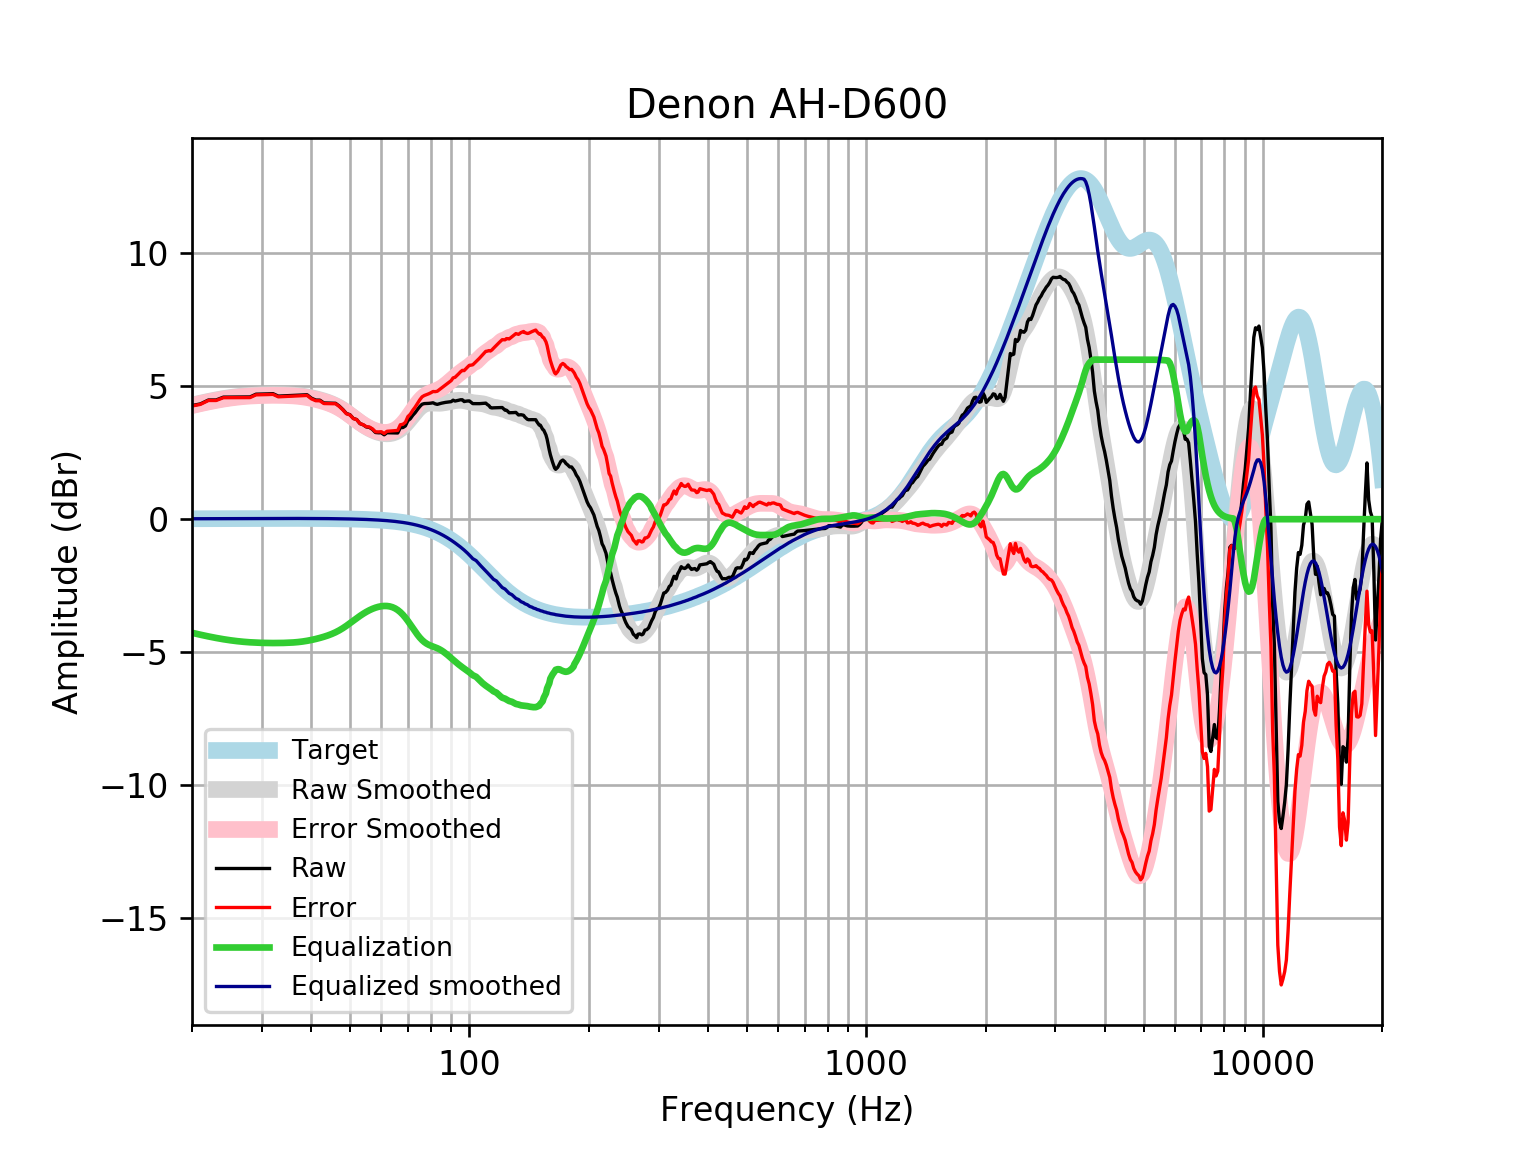 Denon AH-D600
10
5
0
−5
−10
−15
Amplitude (dBr)
Target
Raw Smoothed
Error Smoothed
Raw
Error
Equalization
Equalized smoothed
100
1000
10000
Frequency (Hz)